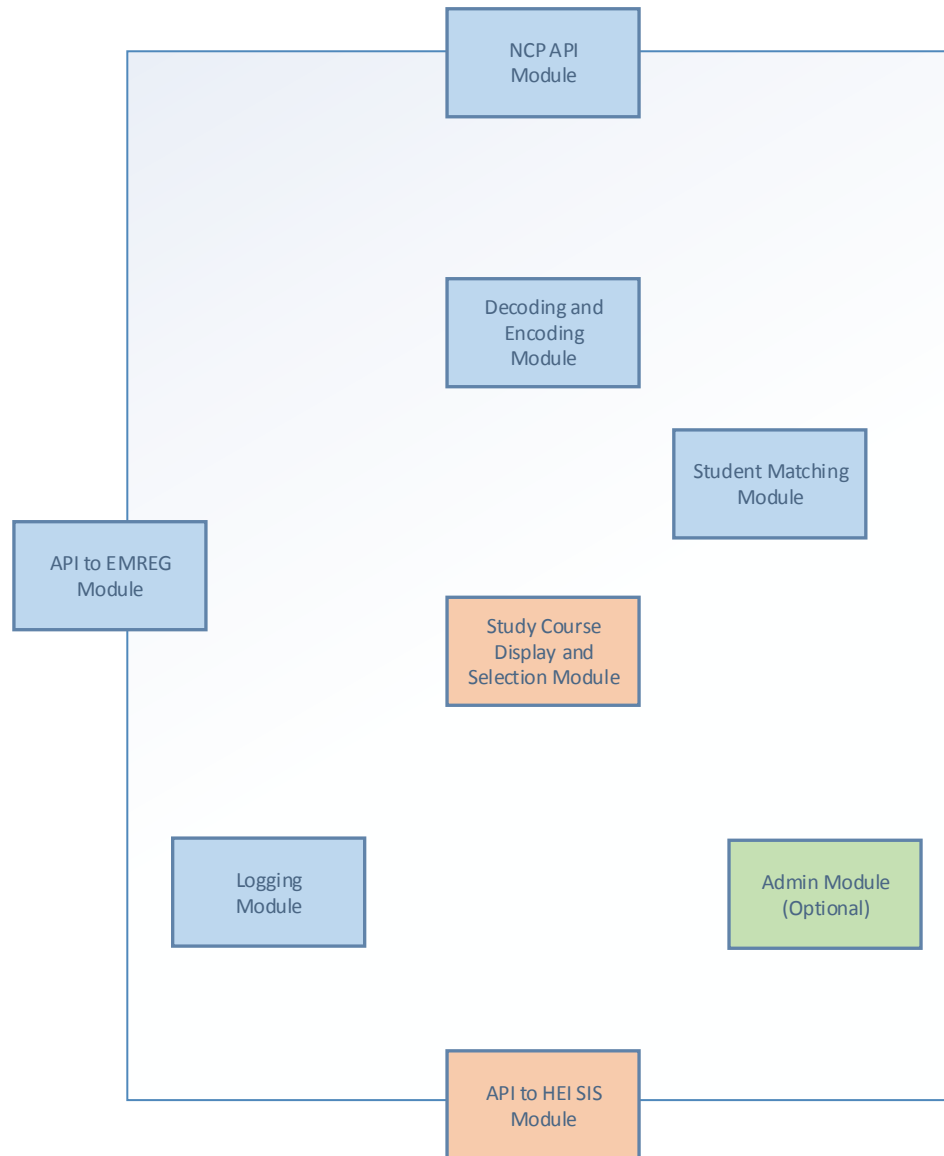 NCP API
Module
Decoding and
Encoding
Module
Student Matching
Module
API to EMREG
Module
Study Course
Display and
Selection Module
Logging
Module
Admin Module
(Optional)
API to HEI SIS
Module